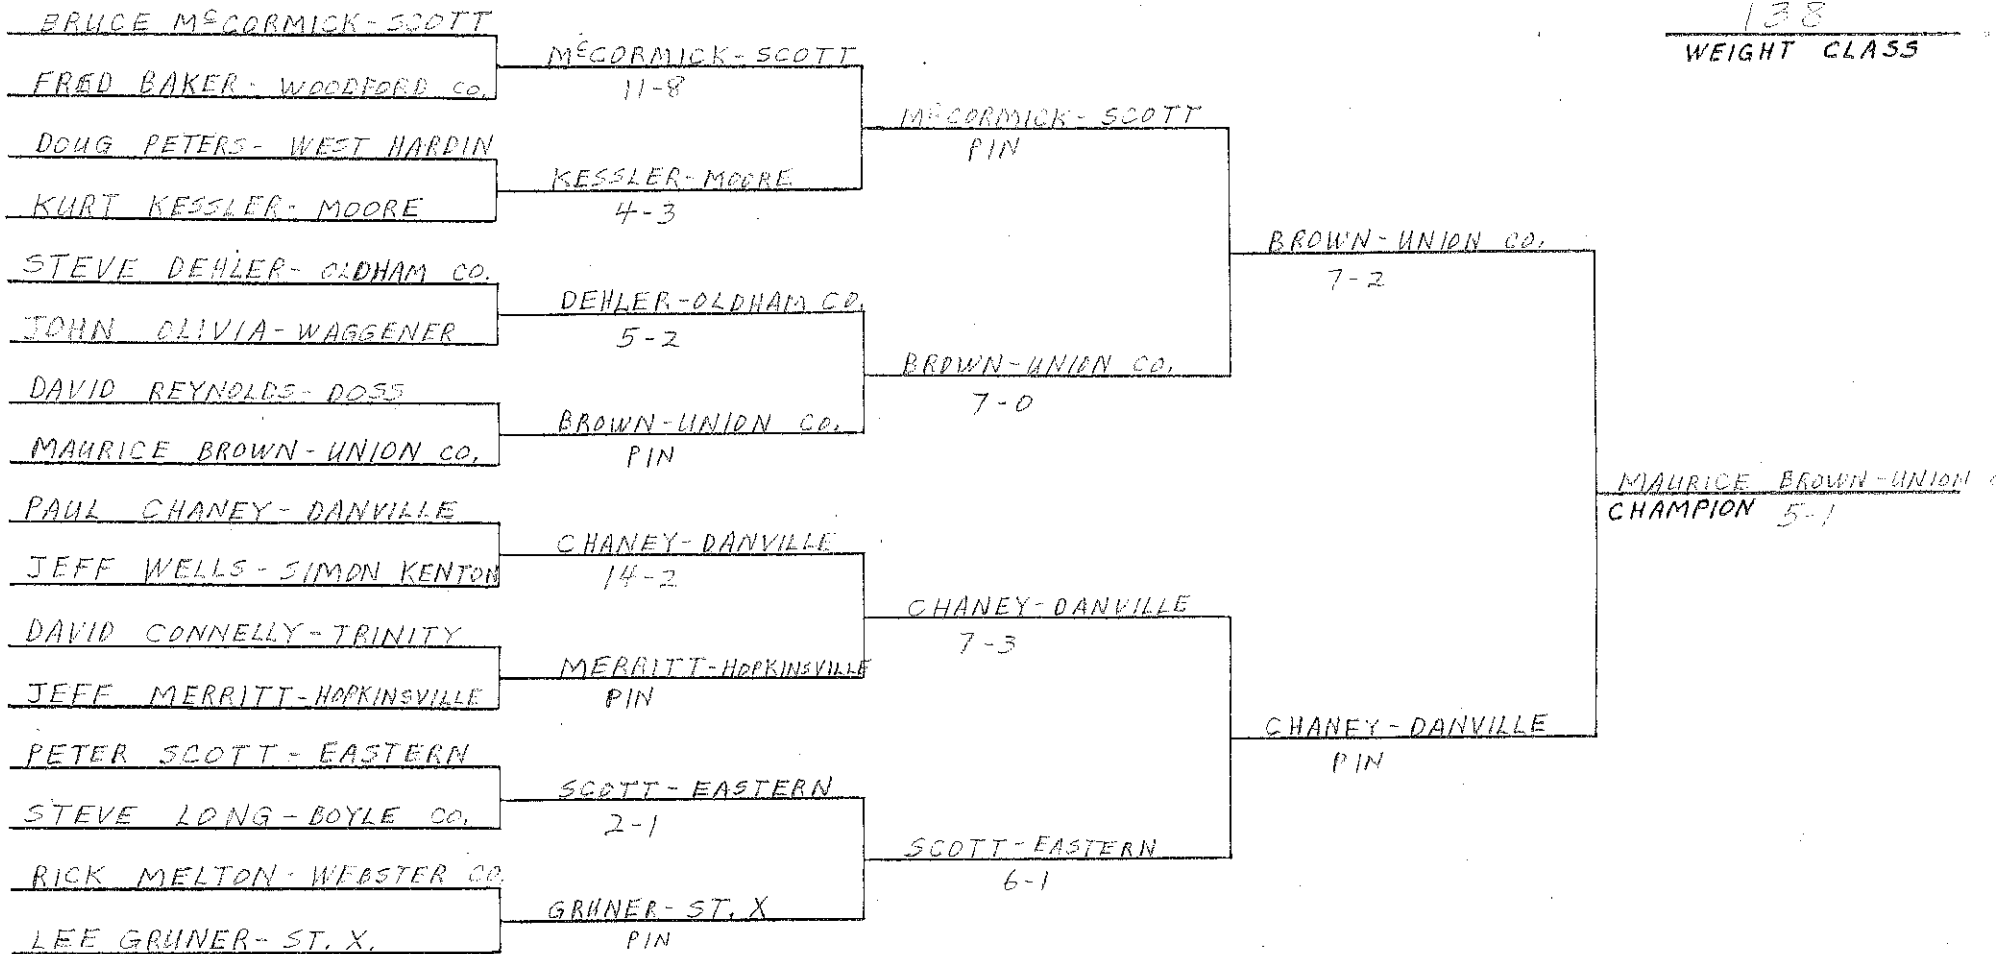 138
WEIGHT CLASS
BRUCE McCORMICK-SCOTT
FRED BAKER- WOODFORD CO.
DOUG PETERS- WEST HARDIN
KURT KESSLER- MOORE
STEVE DEHLER- OLDHAM CO.
JOHN OLIVIA-WAGGENER
DAVID REYNOLDS- DOSS
MAURICE BROWN-UNION CO.
PAUL CHANEY-DANVILLE
JEFF WELLS-SIMON KENTON
DAVID CONNELLY-TRINITY
JEFF MERRITT-HOPKINSVILLE
PETER SCOTT- EASTERN
STEVE LONG-BOYLE CO.
RICK MELTON-WEBSTER CO.
LEE GRUNER- ST. X.
McCORMICK-SCOTT
11-8
KESSLER-MOORE
4-3
DEHLER-OLDHAM CO.
5-2
BROWN-UNION CO.
PIN
CHANEY-DANVILLE
14-2
MERRITT-HOPKINSVILLE
PIN
SCOTT-EASTERN
2-1
GRUNER-ST. X
PIN
McCORMICK-SCOTT
PIN
BROWN-UNION CO.
7-0
CHANEY-DANVILLE
7-3
SCOTT-EASTERN
6-1
BROWN-UNION CO.
7-2
CHANEY-DANVILLE
PIN
MAURICE BROWN-UNION
CHAMPION 5-1